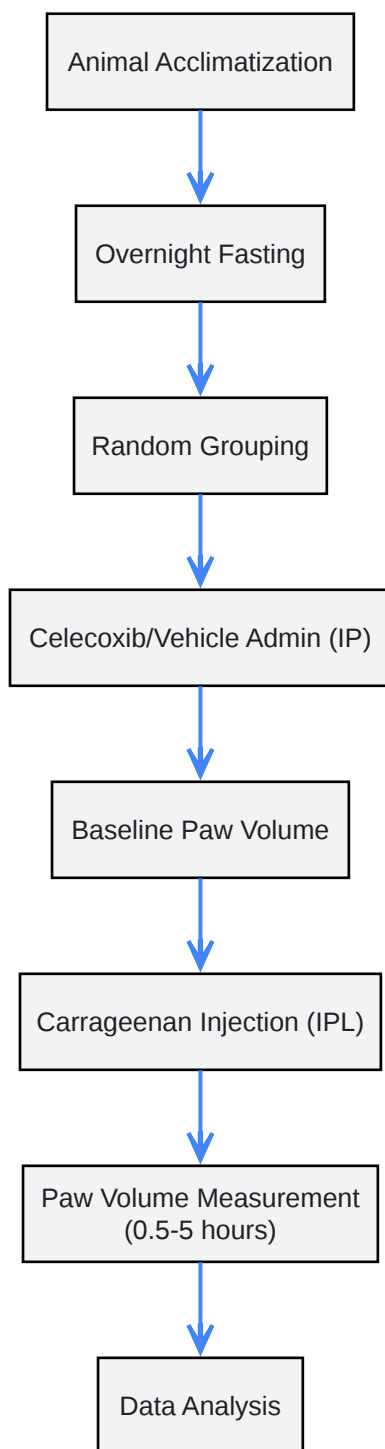 Animal Acclimatization
Overnight Fasting
Random Grouping
Celecoxib/Vehicle Admin (IP)
Baseline Paw Volume
Carrageenan Injection (IPL)
Paw Volume Measurement
(0.5-5 hours)
Data Analysis